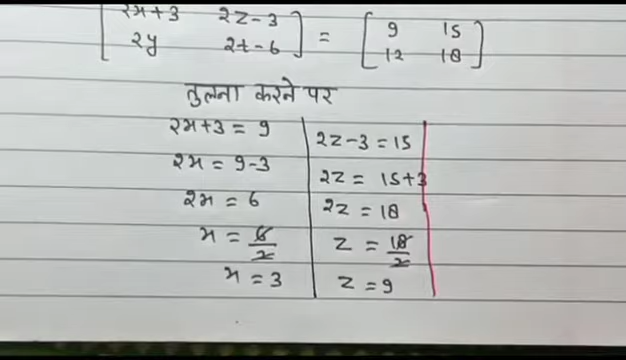 [ 2x+3 2z-3 ] = [ 9 15 ]
[ 2y 2t-6 ] [ 12 18 ]
तुलना करने पर
2x+3 = 9
2x = 9-3
2x = 6
x = 6/2
x = 3
2z-3 = 15
2z = 15+3
2z = 18
z = 18/2
z = 9